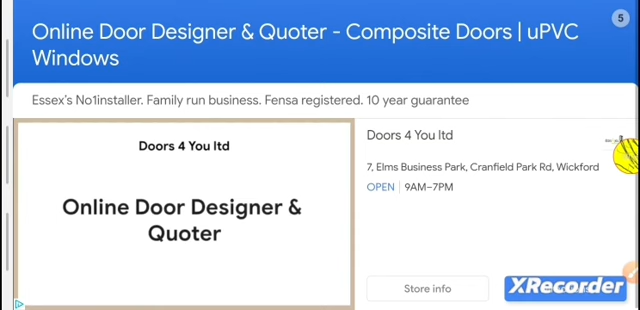 Online Door Designer & Quoter - Composite Doors | uPVC
Windows
5
Essex's No1installer. Family run business. Fensa registered. 10 year guarantee
Doors 4 You ltd
Online Door Designer &
Quoter
Doors 4 You ltd
7, Elms Business Park, Cranfield Park Rd, Wickford
OPEN | 9AM–7PM
Store info
XRecorder